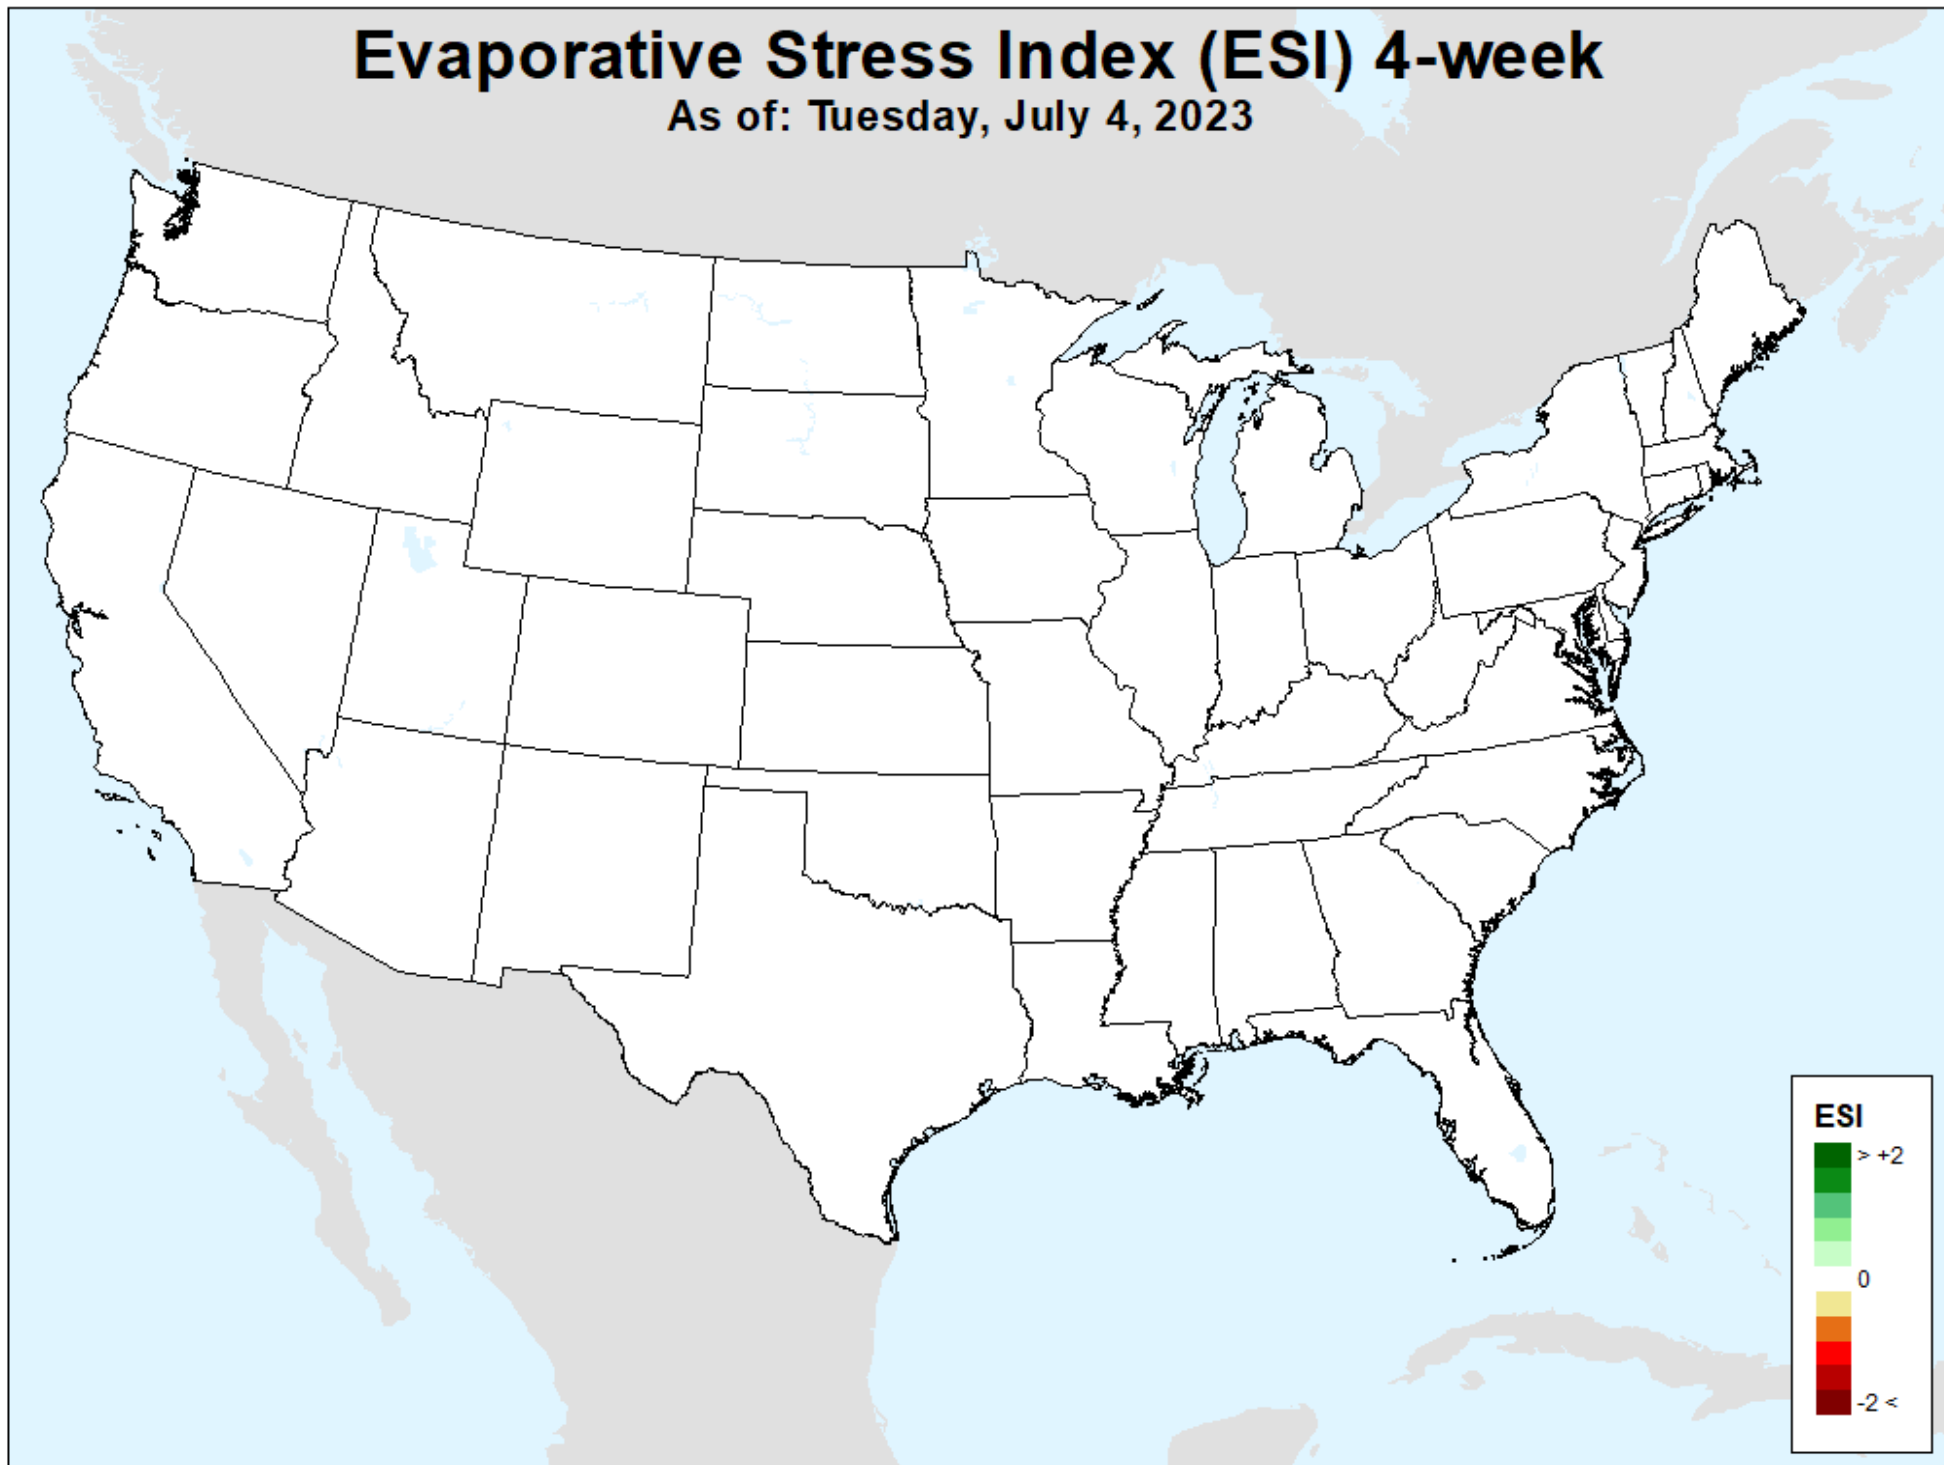 Evaporative Stress Index (ESI) 4-week
As of: Tuesday, July 4, 2023
ESI
> +2
0
-2 <